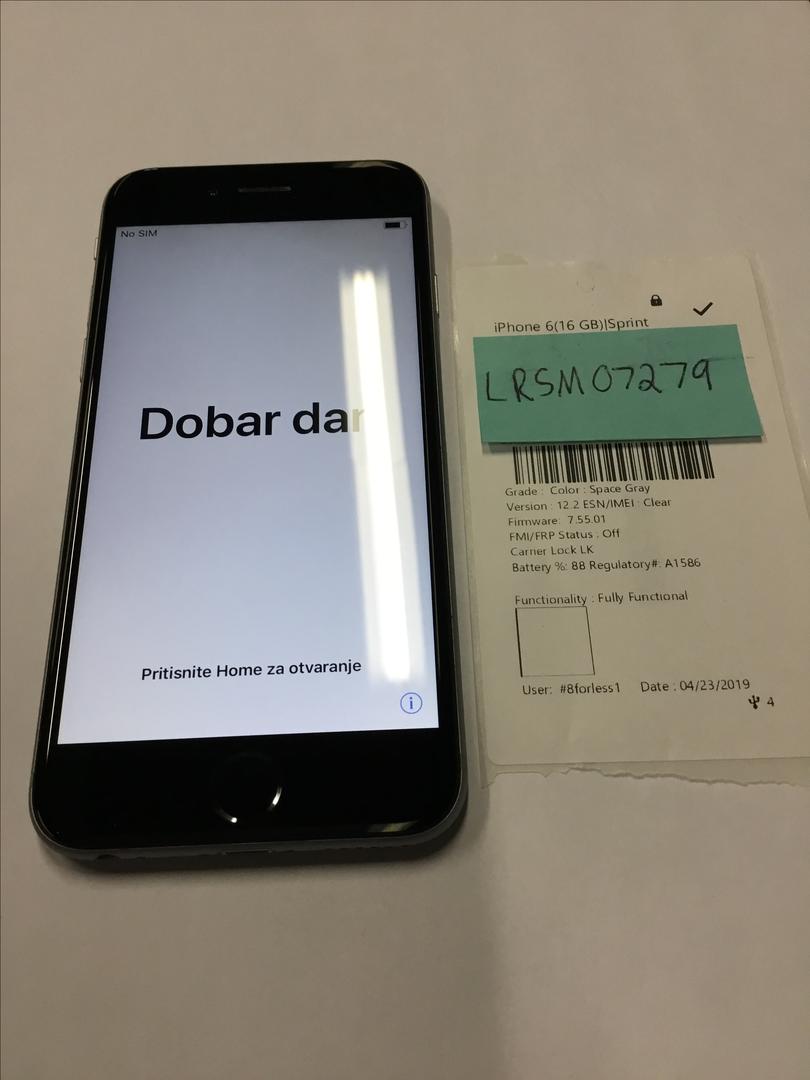 No SIM
Dobar dan
Pritisnite Home za otvaranje
iPhone 6(16 GB)|Sprint
LRSM07279
Grade : Color : Space Gray
Version : 12.2 ESN/IMEI : Clear
Firmware: 7.55.01
FMI/FRP Status : Off
Carrier Lock LK
Battery %: 88 Regulatory#: A1586
Functionality : Fully Functional
User: #8forless1 Date : 04/23/2019
4